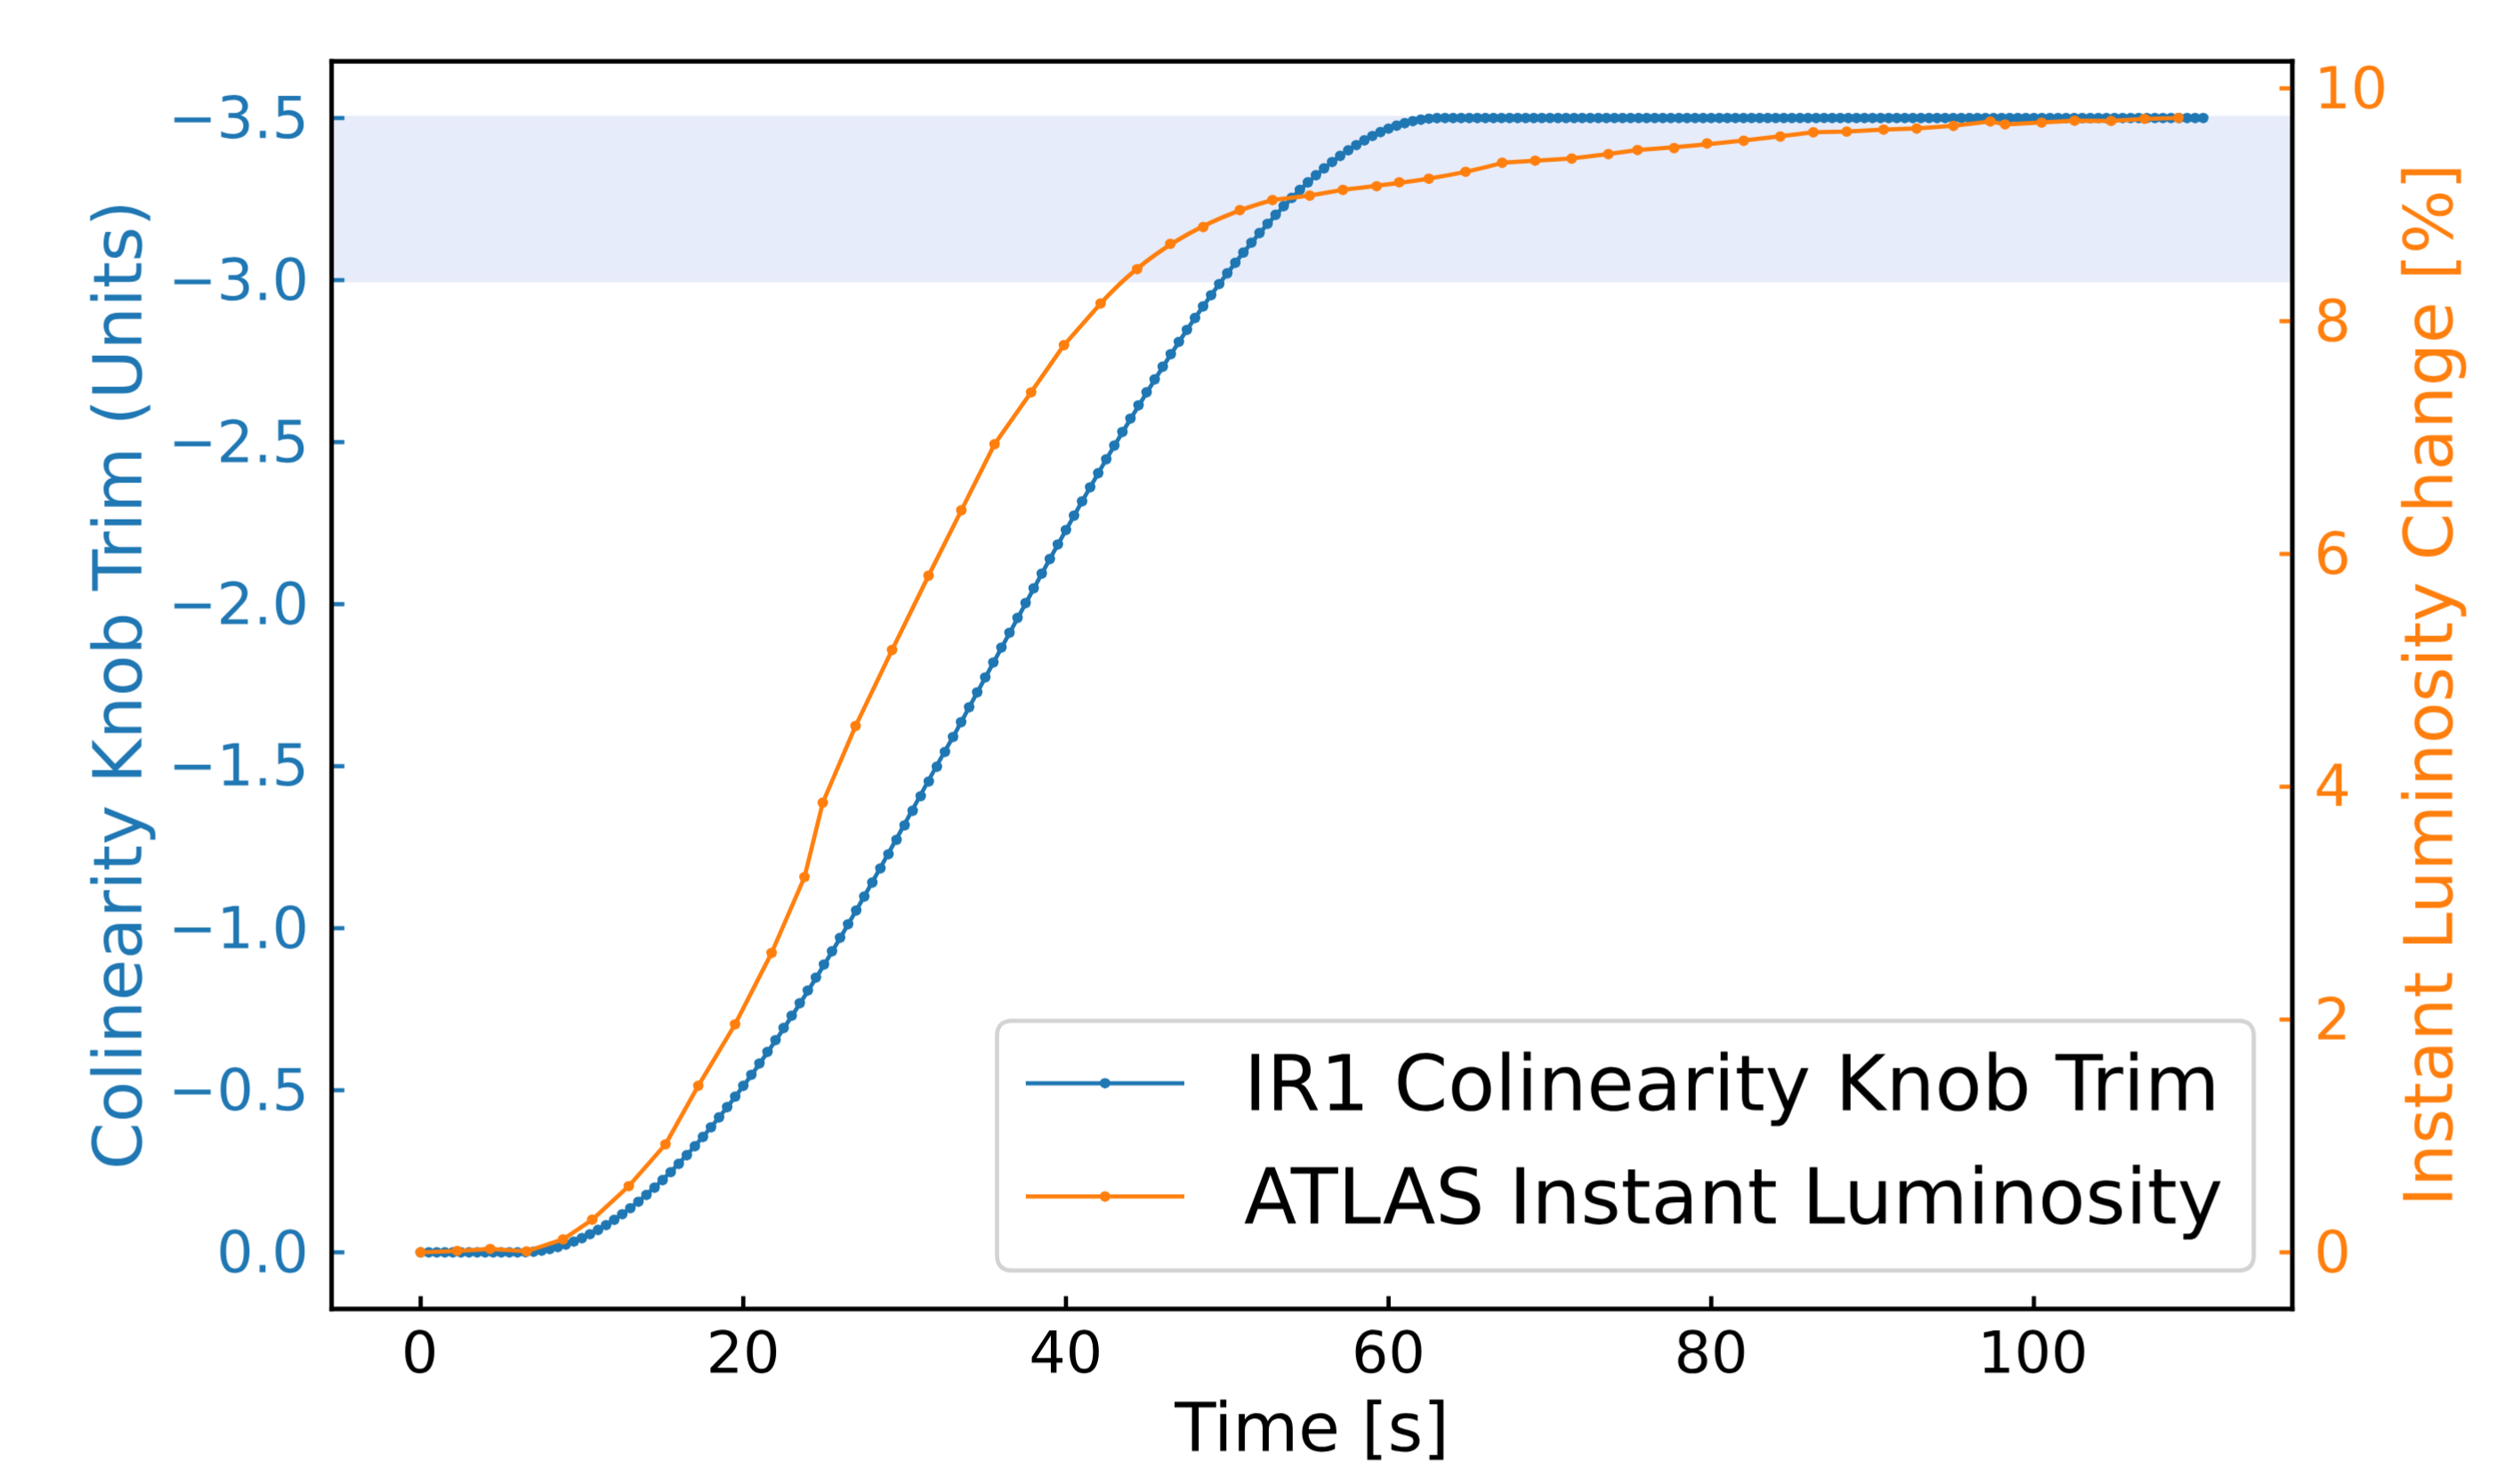 Colinearity Knob Trim (Units)
−3.5
−3.0
−2.5
−2.0
−1.5
−1.0
−0.5
0.0
10
8
6
4
2
0
Instant Luminosity Change [%]
IR1 Colinearity Knob Trim
ATLAS Instant Luminosity
0 20 40 60 80 100
Time [s]